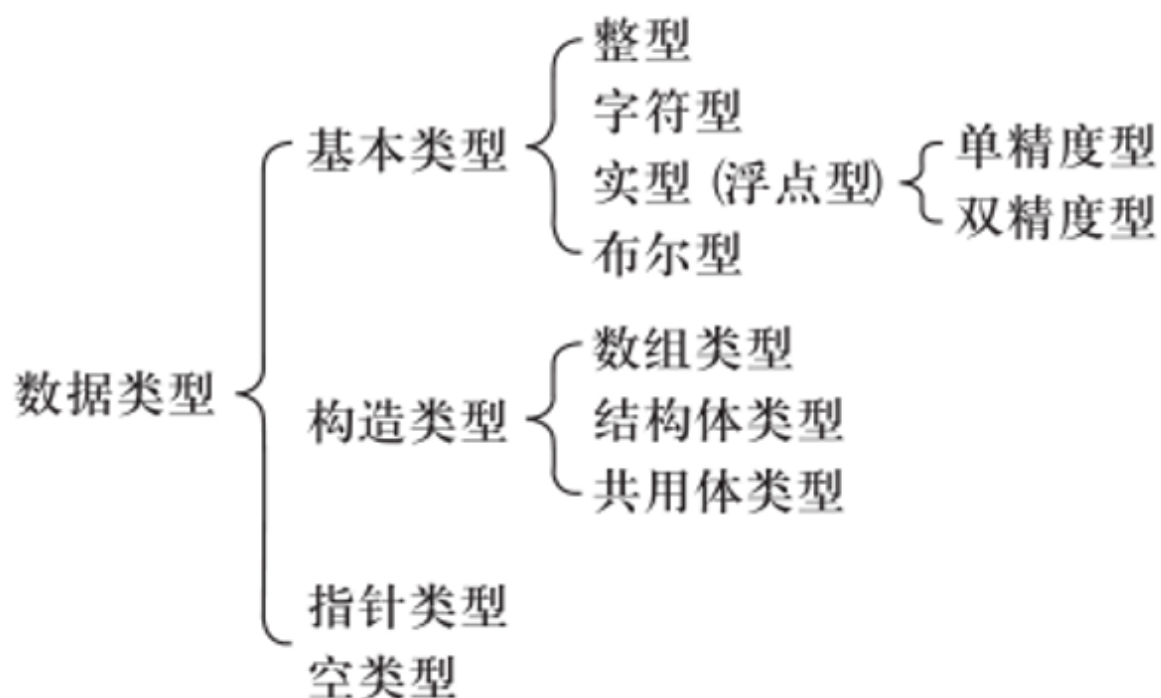 数据类型
基本类型
整型
字符型
实型 (浮点型)
单精度型
双精度型
布尔型
构造类型
数组类型
结构体类型
共用体类型
指针类型
空类型